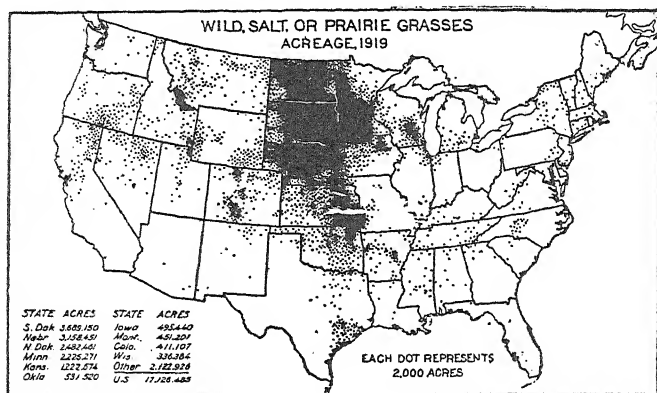 WILD, SALT, OR PRAIRIE GRASSES
ACREAGE, 1919
STATE ACRES STATE ACRES
S. Dak 3,689,150 Iowa 495,440
Nebr 3,158,451 Mont. 451,201
N Dak 2,482,461 Colo. 411,107
Minn 2,225,271 Wis 336,384
Kans. 1,222,574 Other 2,122,926
Okla 531,520 U.S 17,126,485
EACH DOT REPRESENTS
2,000 ACRES